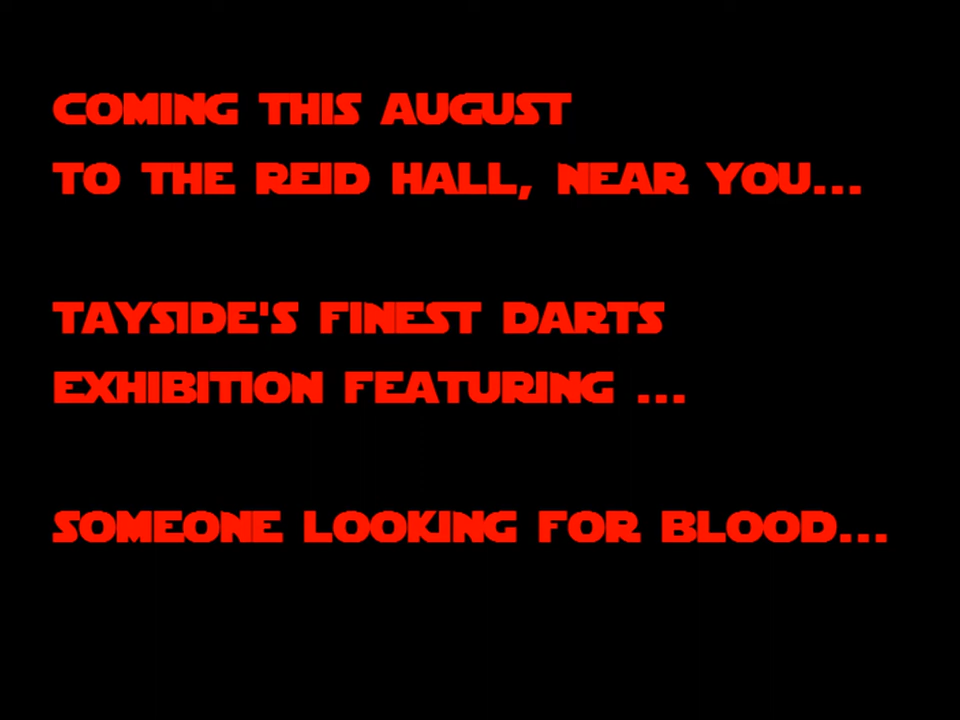 COMING THIS AUGUST
TO THE REID HALL, NEAR YOU...
TAYSIDE'S FINEST DARTS
EXHIBITION FEATURING ...
SOMEONE LOOKING FOR BLOOD...